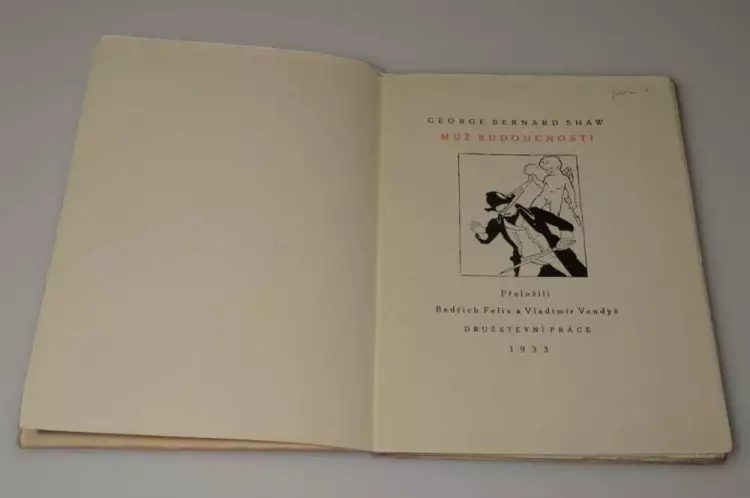 GEORGE BERNARD SHAW
MUŽ BUDOUCNOSTI
Přeložili
Bedřich Felix a Vladimír Vendyš
DRUŽSTEVNÍ PRÁCE
1933